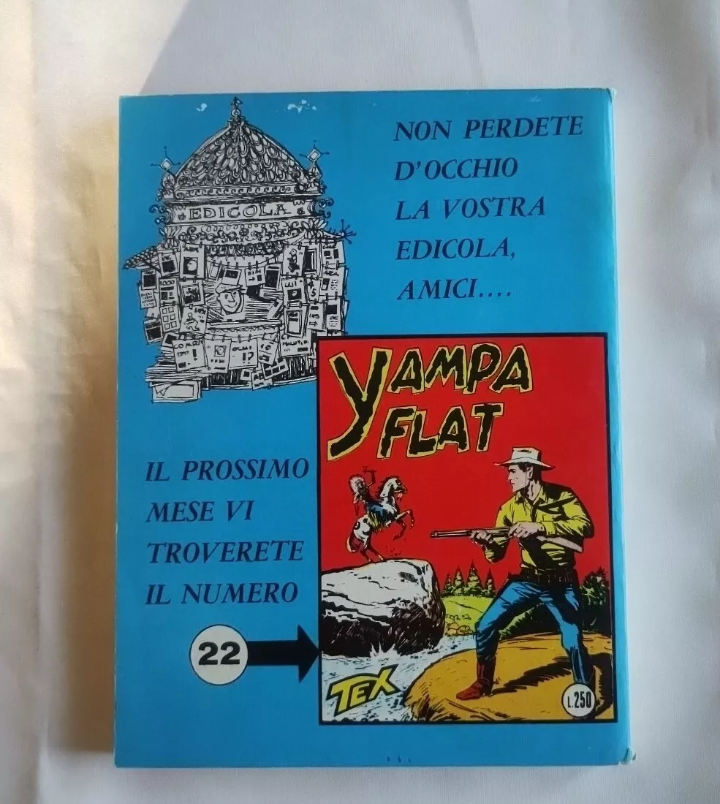 EDICOLA
NON PERDETE
D'OCCHIO
LA VOSTRA
EDICOLA,
AMICI....
YAMPA
FLAT
IL PROSSIMO
MESE VI
TROVERETE
IL NUMERO
22
TEX
L.250